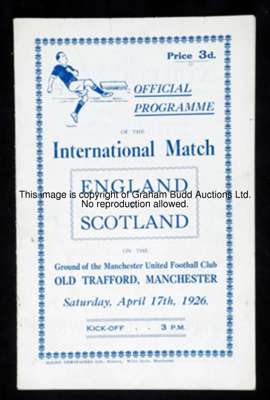 Price 3d.
OFFICIAL
PROGRAMME
OF THE
International Match
ENGLAND
This image is copyright of Graham Budd Auctions Ltd.
No reproduction allowed.
SCOTLAND
ON THE
Ground of the Manchester United Football Club
OLD TRAFFORD, MANCHESTER
Saturday, April 17th, 1926.
KICK-OFF . . 3 P.M.